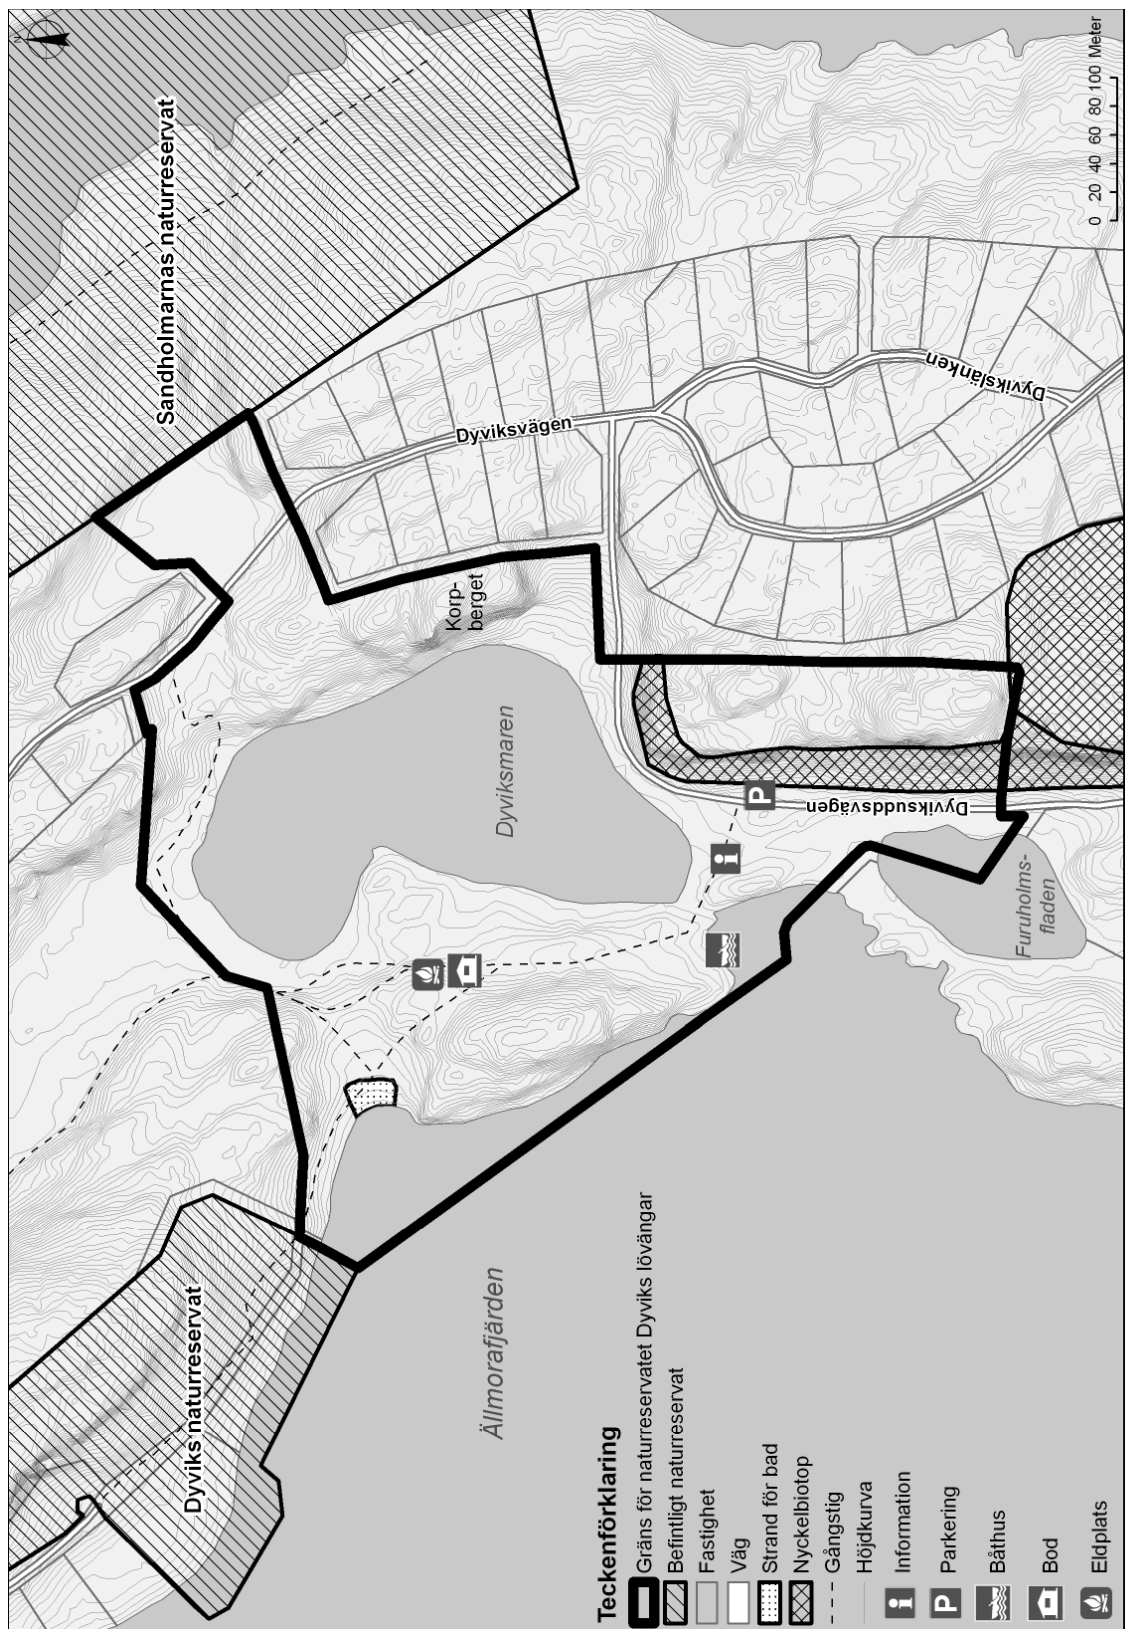 N
Sandholmarnas naturreservat
0 20 40 60 80 100 Meter
Dyviksvägen
Dyvikslänken
Korp-
berget
Dyviksmaren
P
Dyviksuddsvägen
i
Furuholms-
fladen
Dyviks naturreservat
Ällmorafjärden
Teckenförklaring
Gräns för naturreservatet Dyviks lövängar
Befintligt naturreservat
Fastighet
Väg
Strand för bad
Nyckelbiotop
Gångstig
Höjdkurva
i Information
P Parkering
Båthus
Bod
Eldplats